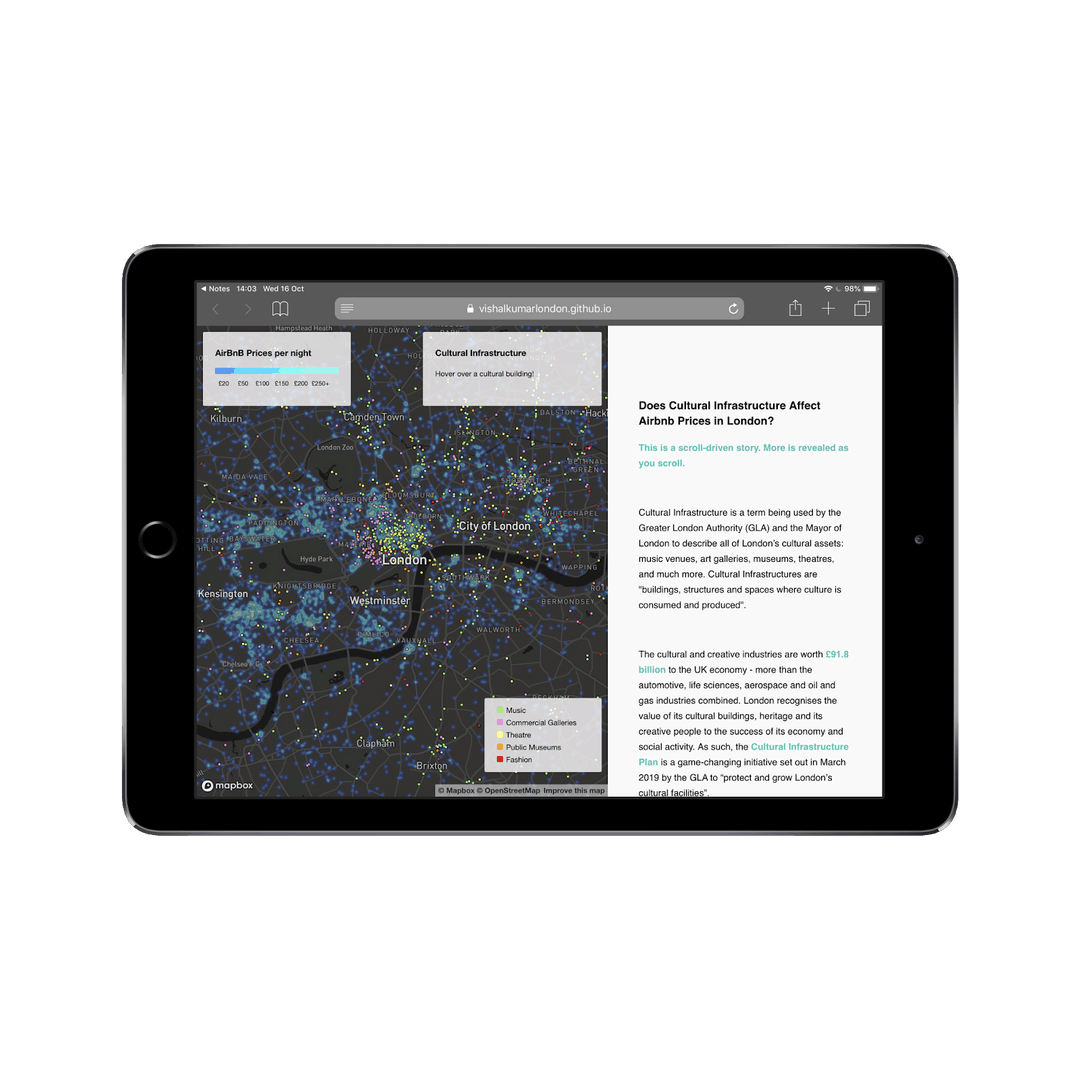 Notes 14:03 Wed 16 Oct
98%
vishalkumarlondon.github.io
Hampstead Heath
HOLLOWAY
AirBnB Prices per night
£20 £50 £100 £150 £200 £250+
Cultural Infrastructure
Hover over a cultural building!
Kilburn
Camden Town
DALSTON
Hack
ISLINGTON
London Zoo
BETHNAL
GREEN
MAIDA VALE
SHOREDITCH
MARYLEBONE
BLOOMSBURY
HOLBORN
WHITECHAPEL
PADDINGTON
City of London
BAYSWATER
OTTING
HILL
Hyde Park
London
WAPPING
SOUTHWARK
KNIGHTSBRIDGE
Kensington
Westminster
BERMONDSEY
WALWORTH
PIMLICO
CHELSEA
VAUXHALL
PECKHAM
Clapham
Brixton
Music
Commercial Galleries
Theatre
Public Museums
Fashion
mapbox
© Mapbox © OpenStreetMap Improve this map
Does Cultural Infrastructure Affect
Airbnb Prices in London?
This is a scroll-driven story. More is revealed as
you scroll.
Cultural Infrastructure is a term being used by the
Greater London Authority (GLA) and the Mayor of
London to describe all of London's cultural assets:
music venues, art galleries, museums, theatres,
and much more. Cultural Infrastructures are
“buildings, structures and spaces where culture is
consumed and produced”.
The cultural and creative industries are worth £91.8
billion to the UK economy - more than the
automotive, life sciences, aerospace and oil and
gas industries combined. London recognises the
value of its cultural buildings, heritage and its
creative people to the success of its economy and
social activity. As such, the Cultural Infrastructure
Plan is a game-changing initiative set out in March
2019 by the GLA to “protect and grow London's
cultural facilities”.